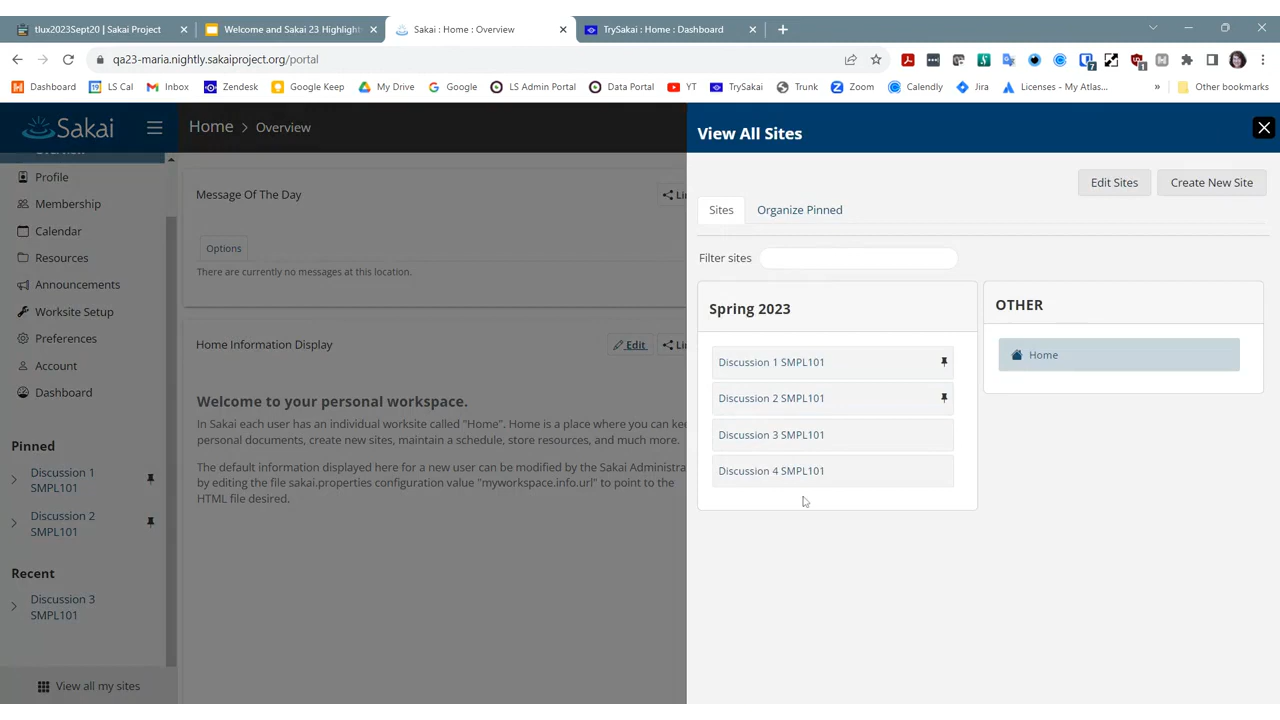 tlux2023Sept20 | Sakai Project
Welcome and Sakai 23 Highlight
Sakai : Home : Overview
TrySakai : Home : Dashboard
qa23-maria.nightly.sakaiproject.org/portal
7
1
Dashboard
19 LS Cal
Inbox
Zendesk
Google Keep
My Drive
Google
LS Admin Portal
Data Portal
YT
TrySakai
Trunk
Zoom
Calendly
Jira
Licenses - My Atlas...
»
Other bookmarks
Sakai
Home > Overview
View All Sites
Profile
Membership
Calendar
Resources
Announcements
Worksite Setup
Preferences
Account
Dashboard
Pinned
Discussion 1
SMPL101
Discussion 2
SMPL101
Recent
Discussion 3
SMPL101
View all my sites
Message Of The Day
Li
Options
There are currently no messages at this location.
Home Information Display
Edit
Li
Welcome to your personal workspace.
In Sakai each user has an individual worksite called "Home". Home is a place where you can kee
personal documents, create new sites, maintain a schedule, store resources, and much more.
The default information displayed here for a new user can be modified by the Sakai Administra
by editing the file sakai.properties configuration value "myworkspace.info.url" to point to the
HTML file desired.
Edit Sites
Create New Site
Sites
Organize Pinned
Filter sites
Spring 2023
Discussion 1 SMPL101
Discussion 2 SMPL101
Discussion 3 SMPL101
Discussion 4 SMPL101
OTHER
Home